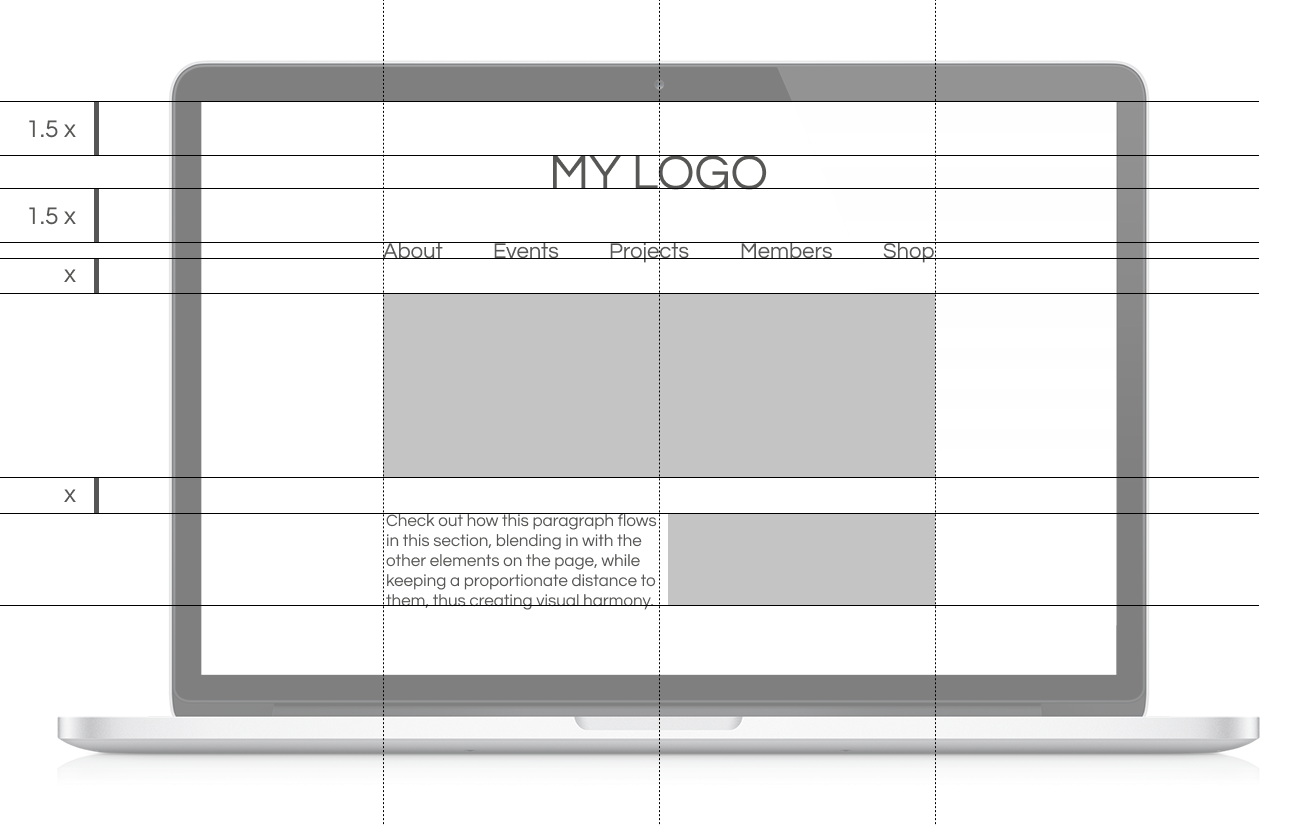 1.5 x
MY LOGO
1.5 x
About Events Projects Members Shop
x
x
Check out how this paragraph flows
in this section, blending in with the
other elements on the page, while
keeping a proportionate distance to
them, thus creating visual harmony.